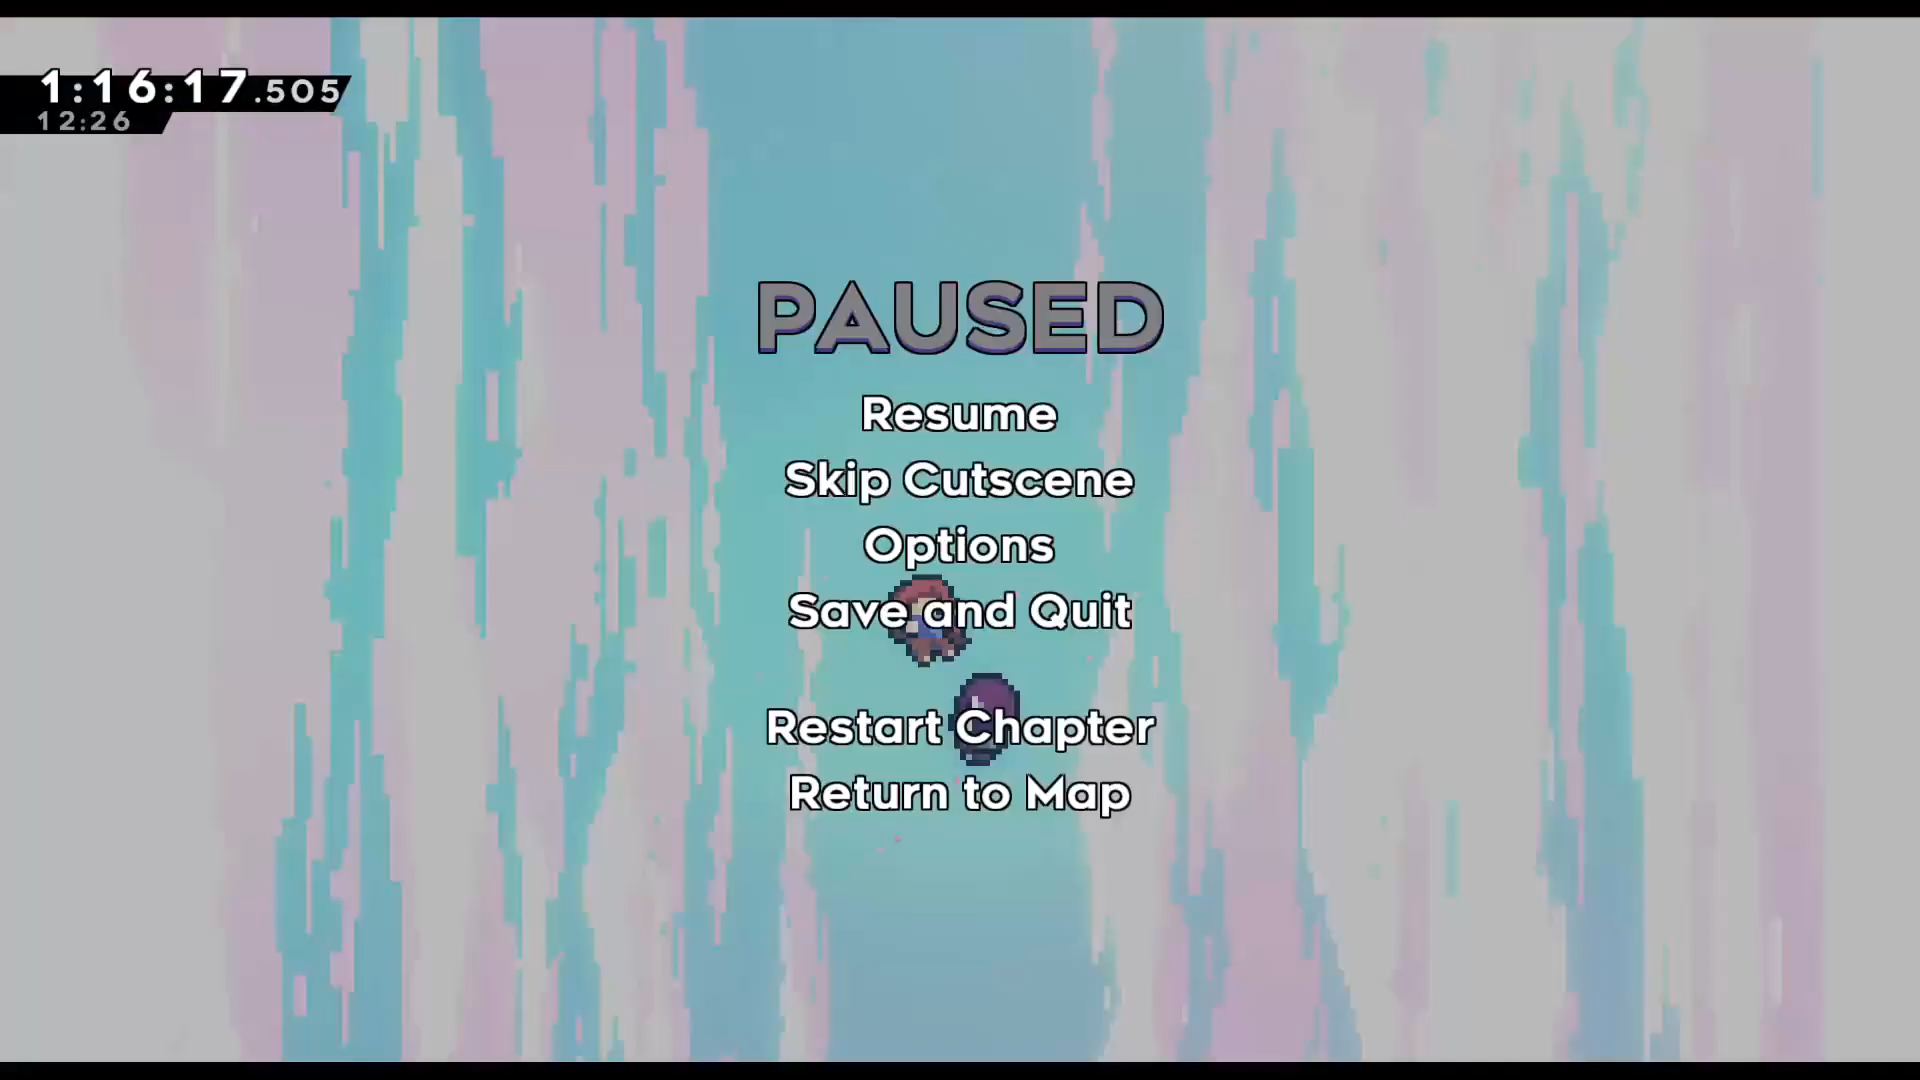 1:16:17.505
12:26
PAUSED
Resume
Skip Cutscene
Options
Save and Quit
Restart Chapter
Return to Map